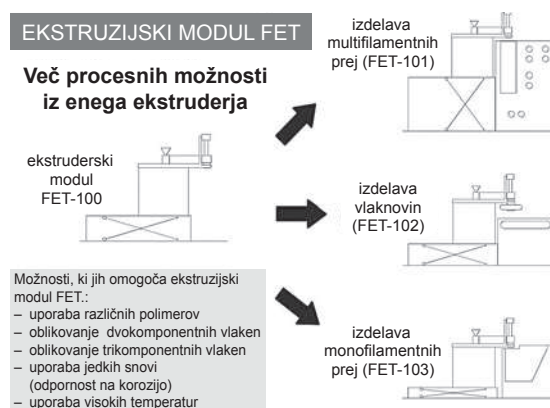 EKSTRUZIJSKI MODUL FET
Več procesnih možnosti
iz enega ekstruderja
ekstruderski
modul
FET-100
izdelava
multifilamentnih
prej (FET-101)
izdelava
vlaknovin
(FET-102)
izdelava
monofilamentnih
prej (FET-103)
Možnosti, ki jih omogoča ekstruzijski
modul FET.:
– uporaba različnih polimerov
– oblikovanje dvokomponentnih vlaken
– oblikovanje trikomponentnih vlaken
– uporaba jedkih snovi
(odpornost na korozijo)
– uporaba visokih temperatur